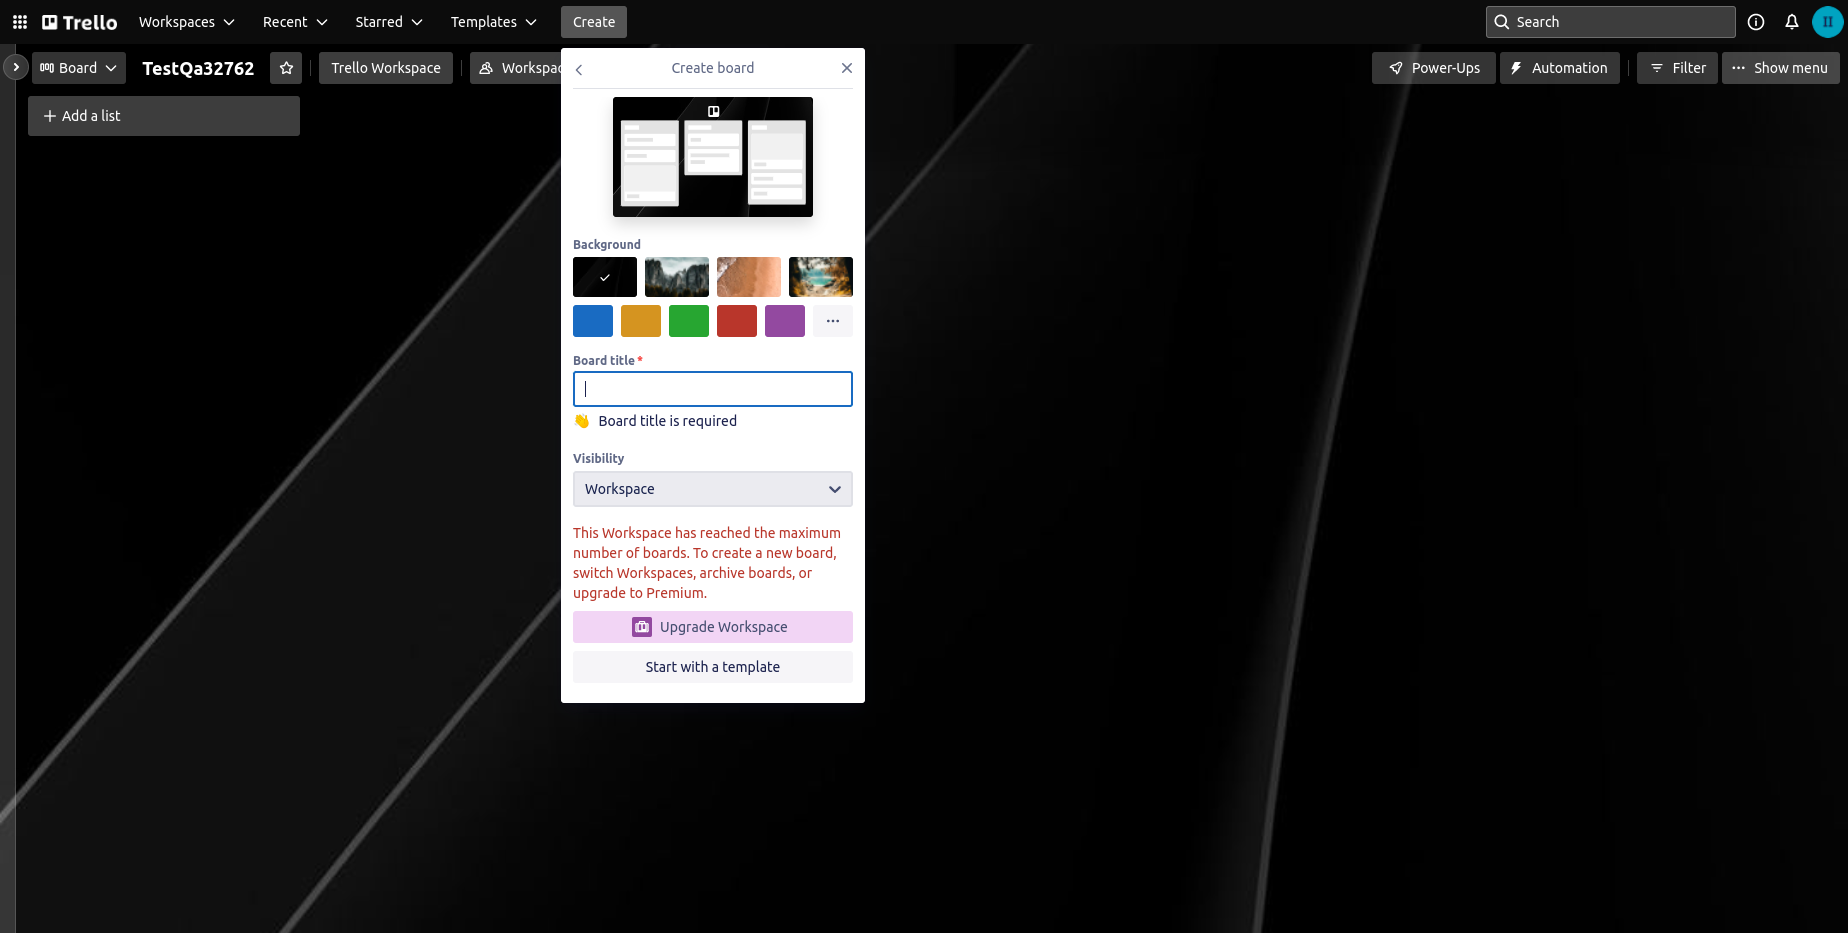 Trello
Workspaces
Recent
Starred
Templates
Create
Search
II
Board
TestQa32762
Trello Workspace
Power-Ups
Automation
Filter
Show menu
Add a list
Create board
Background
Board title *
👋 Board title is required
Visibility
Workspace
This Workspace has reached the maximum
number of boards. To create a new board,
switch Workspaces, archive boards, or
upgrade to Premium.
Upgrade Workspace
Start with a template